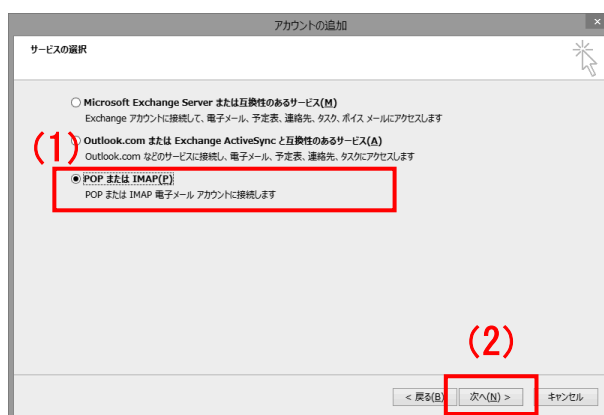 アカウントの追加
サービスの選択
Microsoft Exchange Server または互換性のあるサービス(M)
Exchange アカウントに接続して、電子メール、予定表、連絡先、タスク、ボイス メールにアクセスします
(1)
Outlook.com または Exchange ActiveSync と互換性のあるサービス(A)
Outlook.com などのサービスに接続し、電子メール、予定表、連絡先、タスクにアクセスします
POP または IMAP(P)
POP または IMAP 電子メール アカウントに接続します
(2)
< 戻る(B) 次へ(N) > キャンセル